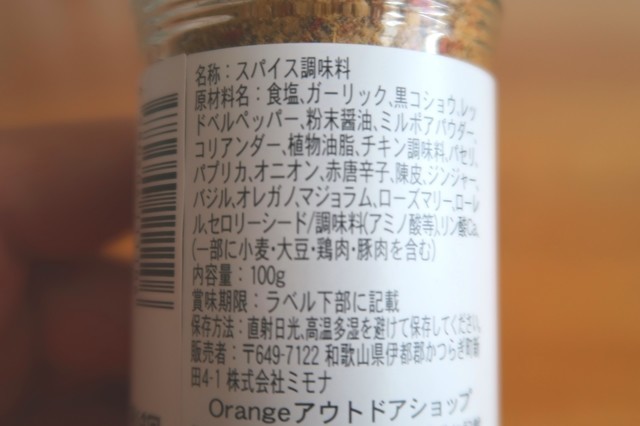 名称：スパイス調味料
原材料名：食塩、ガーリック、黒コショウ、レッ
ドベルペッパー、粉末醤油、ミルポアパウダー、
コリアンダー、植物油脂、チキン調味料、パセリ、
パプリカ、オニオン、赤唐辛子、陳皮、ジンジャー、
バジル、オレガノ、マジョラム、ローズマリー、ローレ
ル、セロリーシード/調味料(アミノ酸等)、リン酸Ca、
(一部に小麦・大豆・鶏肉・豚肉を含む)
内容量：100g
賞味期限：ラベル下部に記載
保存方法：直射日光、高温多湿を避けて保存してください。
販売者：〒649-7122 和歌山県伊都郡かつらぎ町
田4-1 株式会社ミモナ
Orangeアウトドアショップ